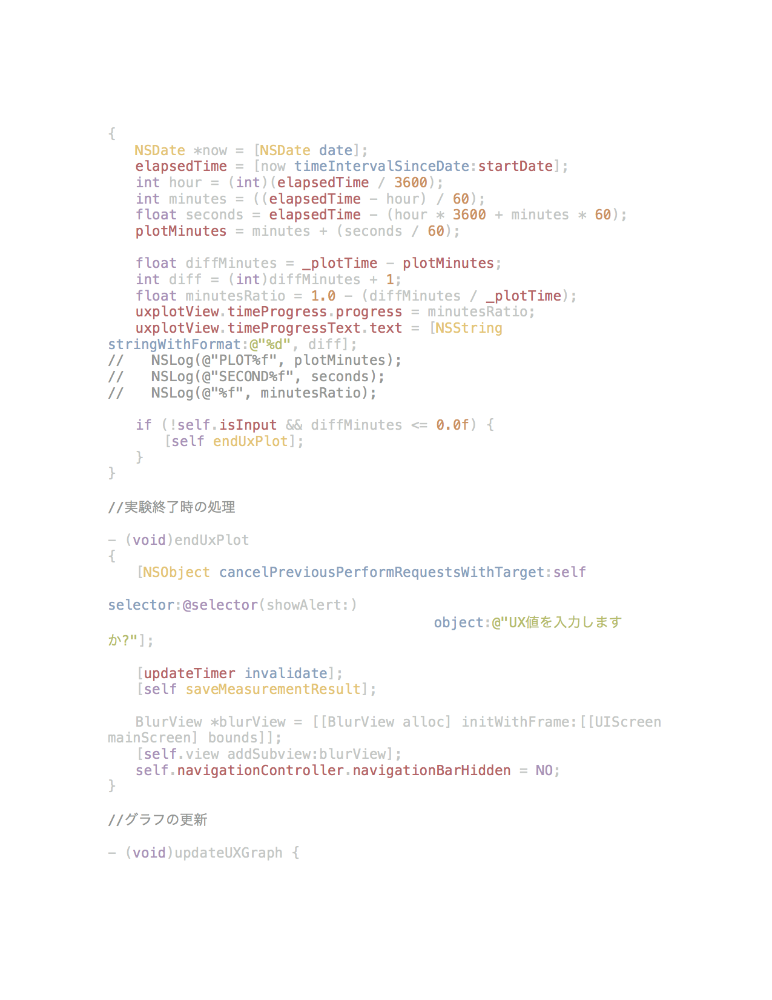 {
NSDate *now = [NSDate date];
elapsedTime = [now timeIntervalSinceDate:startDate];
int hour = (int)(elapsedTime / 3600);
int minutes = ((elapsedTime - hour) / 60);
float seconds = elapsedTime - (hour * 3600 + minutes * 60);
plotMinutes = minutes + (seconds / 60);
float diffMinutes = _plotTime - plotMinutes;
int diff = (int)diffMinutes + 1;
float minutesRatio = 1.0 - (diffMinutes / _plotTime);
uxplotView.timeProgress.progress = minutesRatio;
uxplotView.timeProgressText.text = [NSString
stringWithFormat:@"%d", diff];
//   NSLog(@"PLOT%f", plotMinutes);
//   NSLog(@"SECOND%f", seconds);
//   NSLog(@"%f", minutesRatio);
if (!self.isInput && diffMinutes <= 0.0f) {
[self endUxPlot];
}
}
//実験終了時の処理
- (void)endUxPlot
{
[NSObject cancelPreviousPerformRequestsWithTarget:self
selector:@selector(showAlert:)
object:@"UX値を入力します
か?"];
[updateTimer invalidate];
[self saveMeasurementResult];
BlurView *blurView = [[BlurView alloc] initWithFrame:[[UIScreen
mainScreen] bounds]];
[self.view addSubview:blurView];
self.navigationController.navigationBarHidden = NO;
}
//グラフの更新
- (void)updateUXGraph {